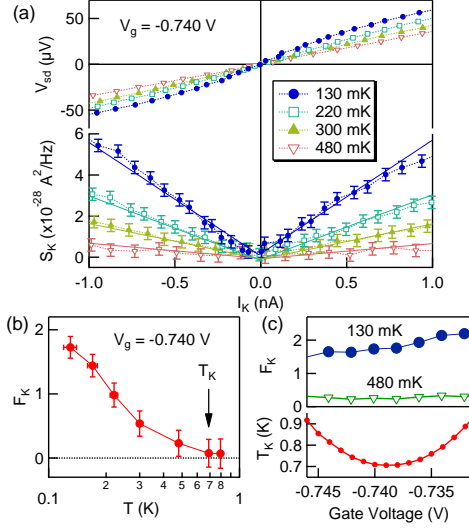 (a)
V_g = -0.740 V
V_sd (μV)
50
0
-50
130 mK
220 mK
300 mK
480 mK
S_K (x10^-28 A^2/Hz)
6
4
2
0
-1.0 -0.5 0.0 0.5 1.0
I_K (nA)
(b)
V_g = -0.740 V
F_K
2
1
0
T_K
0.1 2 3 4 5 6 7 8 1
T (K)
(c)
130 mK
F_K
2
1
480 mK
0
T_K (K)
0.9
0.8
0.7
-0.745 -0.740 -0.735
Gate Voltage (V)